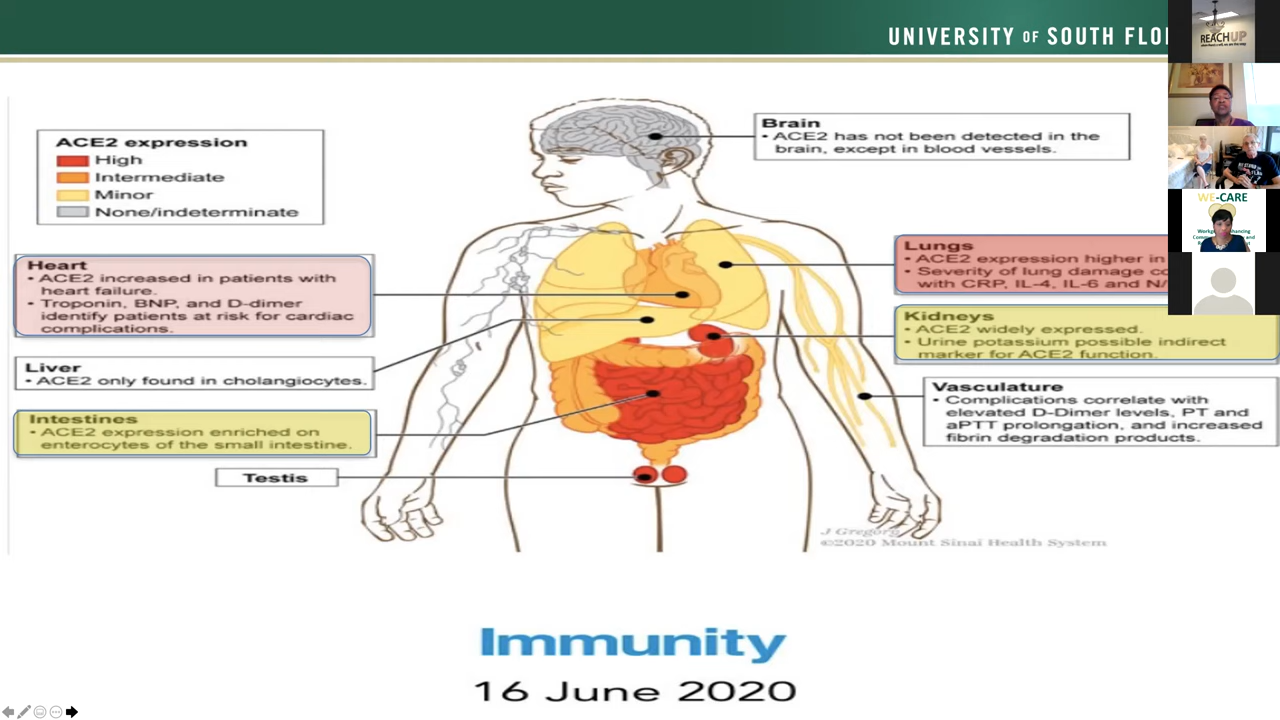 UNIVERSITY OF SOUTH FLO
REACHUP
WE-CARE
ACE2 expression
High
Intermediate
Minor
None/indeterminate
Brain
• ACE2 has not been detected in the
brain, except in blood vessels.
Heart
• ACE2 increased in patients with
heart failure.
• Troponin, BNP, and D-dimer
identify patients at risk for cardiac
complications.
Liver
• ACE2 only found in cholangiocytes.
Intestines
• ACE2 expression enriched on
enterocytes of the small intestine.
Testis
Lungs
• ACE2 expression higher in
• Severity of lung damage co
with CRP, IL-4, IL-6 and N/
Kidneys
• ACE2 widely expressed.
• Urine potassium possible indirect
marker for ACE2 function.
Vasculature
• Complications correlate with
elevated D-Dimer levels, PT and
aPTT prolongation, and increased
fibrin degradation products.
J Gregory
©2020 Mount Sinai Health System
Immunity
16 June 2020